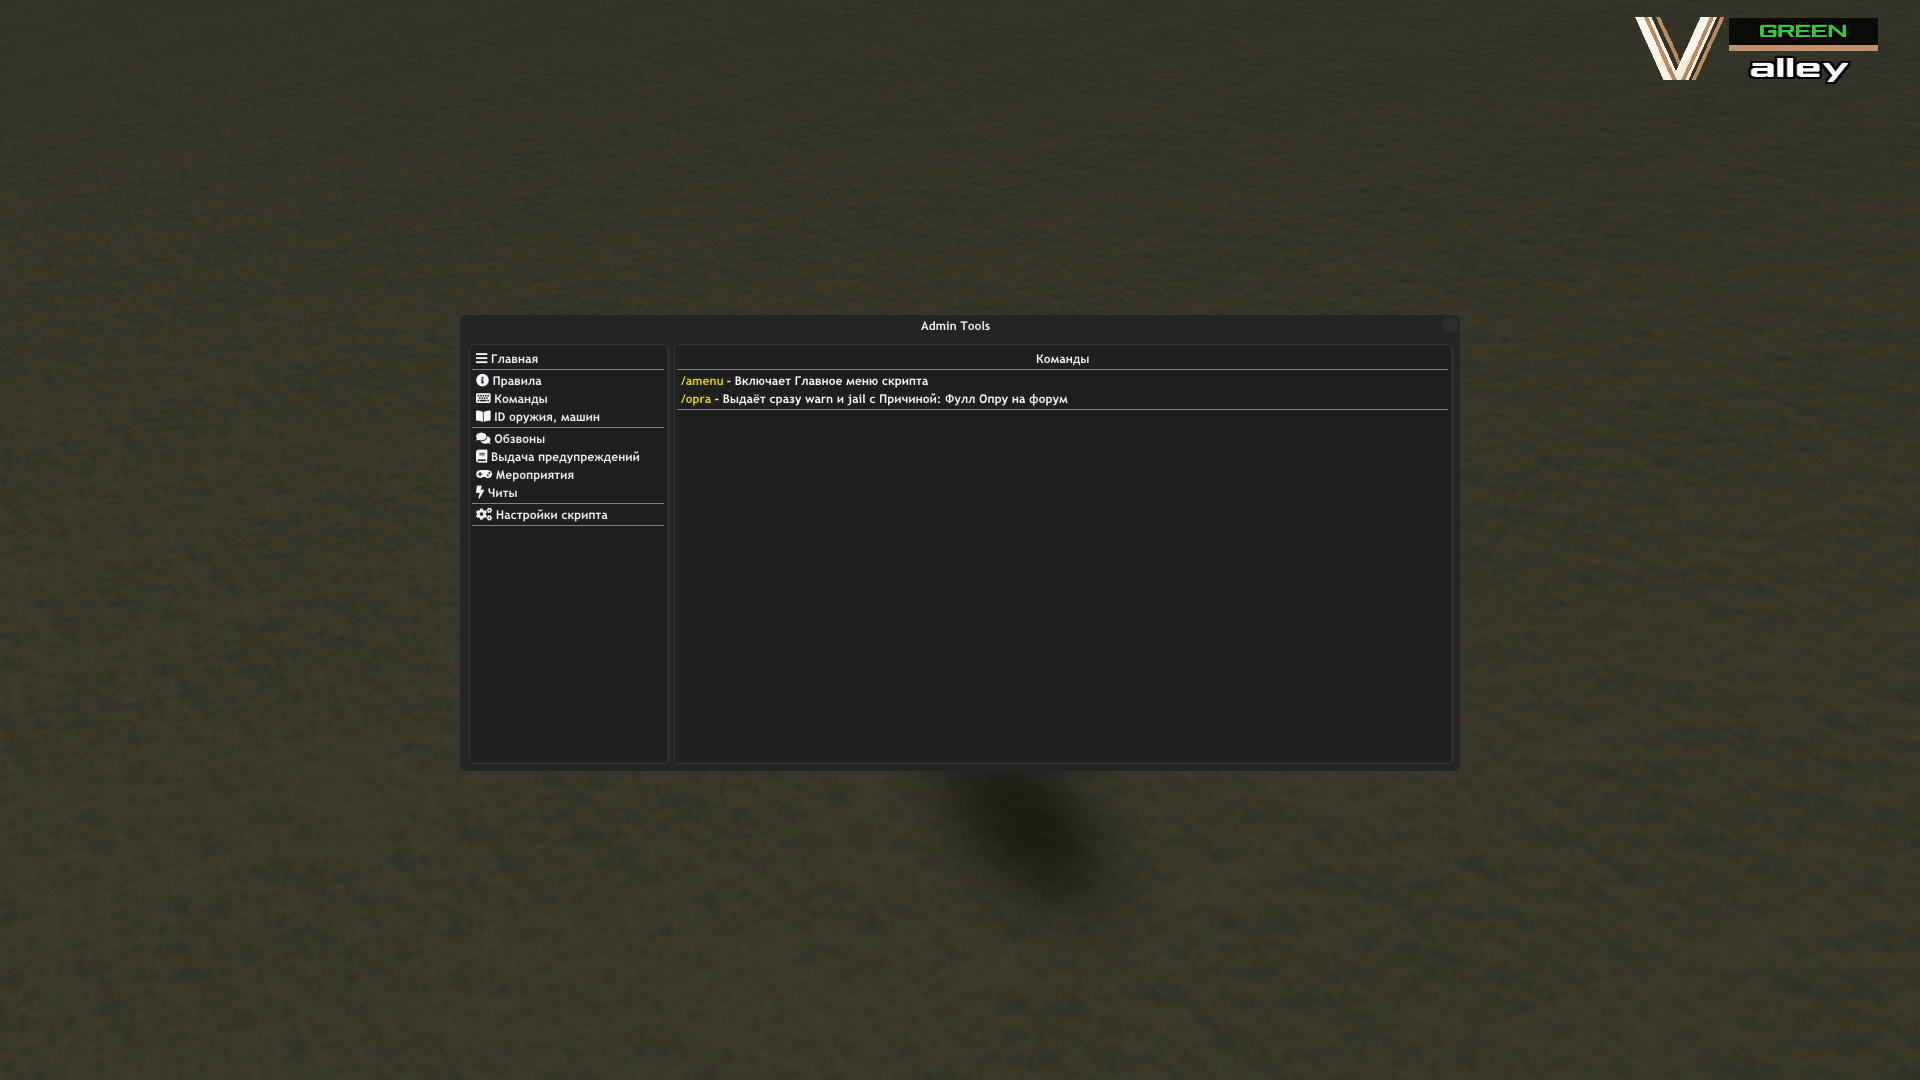 GREEN
alley
Admin Tools
Главная
Правила
Команды
ID оружия, машин
Обзвоны
Выдача предупреждений
Мероприятия
Читы
Настройки скрипта
Команды
/amenu - Включает Главное меню скрипта
/opra - Выдаёт сразу warn и jail с Причиной: Фулл Опру на форум